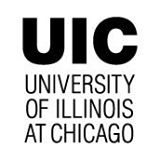 UIC
UNIVERSITY
OF ILLINOIS
AT CHICAGO